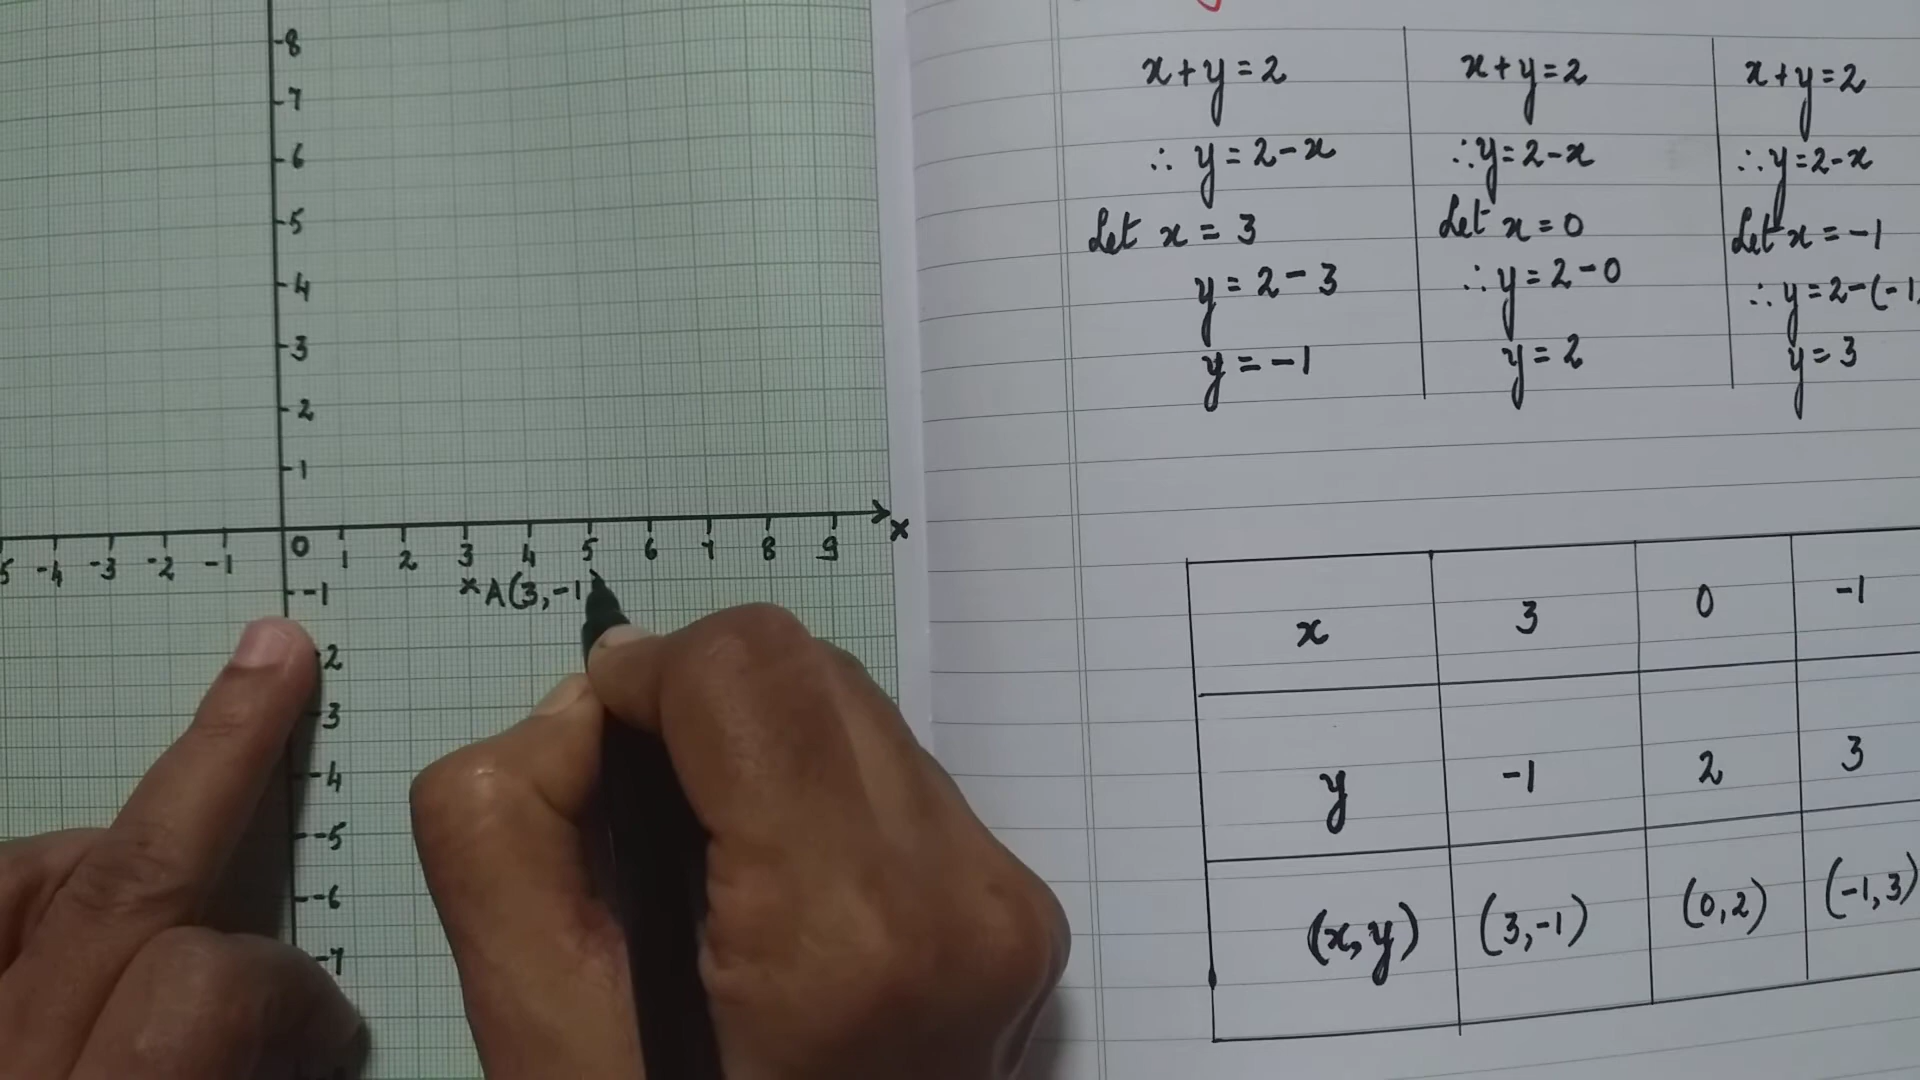 8
7
6
5
4
3
2
1
5 -4 -3 -2 -1 0 1 2 3 4 5 6 7 8 9 x
-1
A(3,-1
2
3
-4
-5
-6
-7
x+y=2
∴ y=2-x
Let x = 3
y = 2-3
y = -1
x+y=2
∴y=2-x
Let x=0
∴y=2-0
y=2
x+y=2
∴y=2-x
Let x=-1
∴y=2-(-1
y=3
x 3 0 -1
y -1 2 3
(x,y) (3,-1) (0,2) (-1,3)